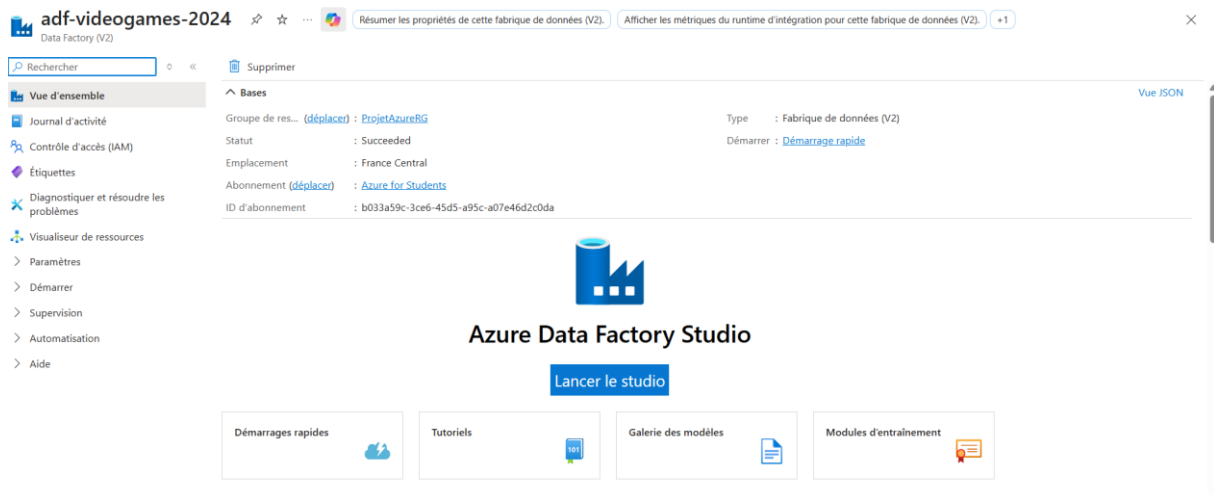 adf-videogames-2024
Data Factory (V2)
Résumer les propriétés de cette fabrique de données (V2).
Afficher les métriques du runtime d'intégration pour cette fabrique de données (V2).
+1
Rechercher
Supprimer
Vue d'ensemble
Journal d'activité
Contrôle d'accès (IAM)
Étiquettes
Diagnostiquer et résoudre les
problèmes
Visualiseur de ressources
Paramètres
Démarrer
Supervision
Automatisation
Aide
Bases
Vue JSON
Groupe de res... (déplacer) : ProjetAzureRG
Statut : Succeeded
Emplacement : France Central
Abonnement (déplacer) : Azure for Students
ID d'abonnement : b033a59c-3ce6-45d5-a95c-a07e46d2c0da
Type : Fabrique de données (V2)
Démarrer : Démarrage rapide
Azure Data Factory Studio
Lancer le studio
Démarrages rapides
Tutoriels
101
Galerie des modèles
Modules d'entraînement